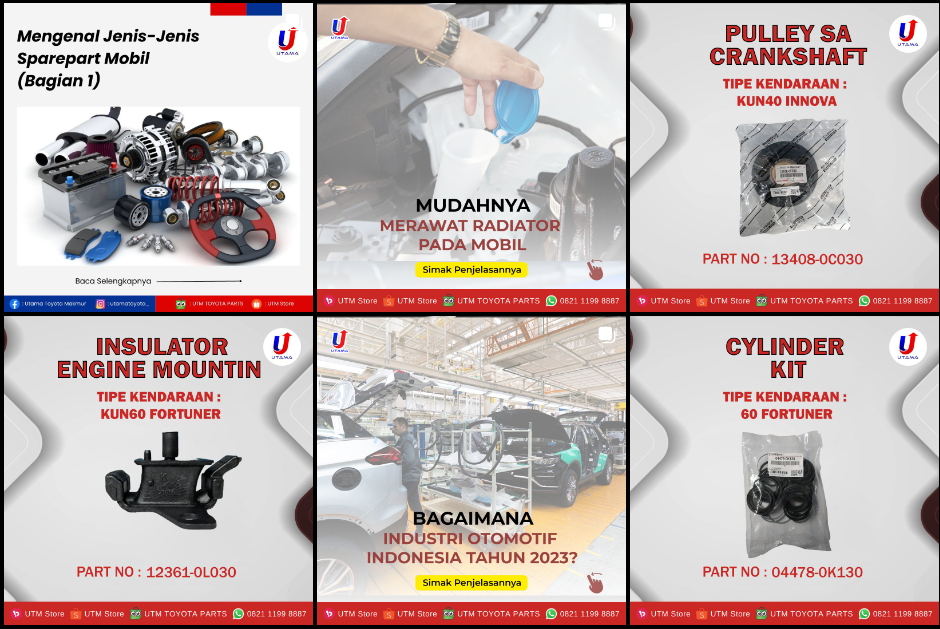 Mengenal Jenis-Jenis
Sparepart Mobil
(Bagian 1)
UTAMA
Baca Selengkapnya
: Utama Toyota Makmur
: utamatoyota_
: UTM TOYOTA PARTS
: UTM Store
UTAMA
MUDAHNYA
MERAWAT RADIATOR
PADA MOBIL
Simak Penjelasannya
UTM Store
UTM Store
UTM TOYOTA PARTS
0821 1199 8887
UTAMA
PULLEY SA
CRANKSHAFT
TIPE KENDARAAN :
KUN40 INNOVA
PART NO : 13408-0C030
UTM Store
UTM Store
UTM TOYOTA PARTS
0821 1199 8887
UTAMA
INSULATOR
ENGINE MOUNTIN
TIPE KENDARAAN :
KUN60 FORTUNER
PART NO : 12361-0L030
UTM Store
UTM Store
UTM TOYOTA PARTS
0821 1199 8887
UTAMA
BAGAIMANA
INDUSTRI OTOMOTIF
INDONESIA TAHUN 2023?
Simak Penjelasannya
UTM Store
UTM Store
UTM TOYOTA PARTS
0821 1199 8887
UTAMA
CYLINDER
KIT
TIPE KENDARAAN :
60 FORTUNER
PART NO : 04478-0K130
UTM Store
UTM Store
UTM TOYOTA PARTS
0821 1199 8887